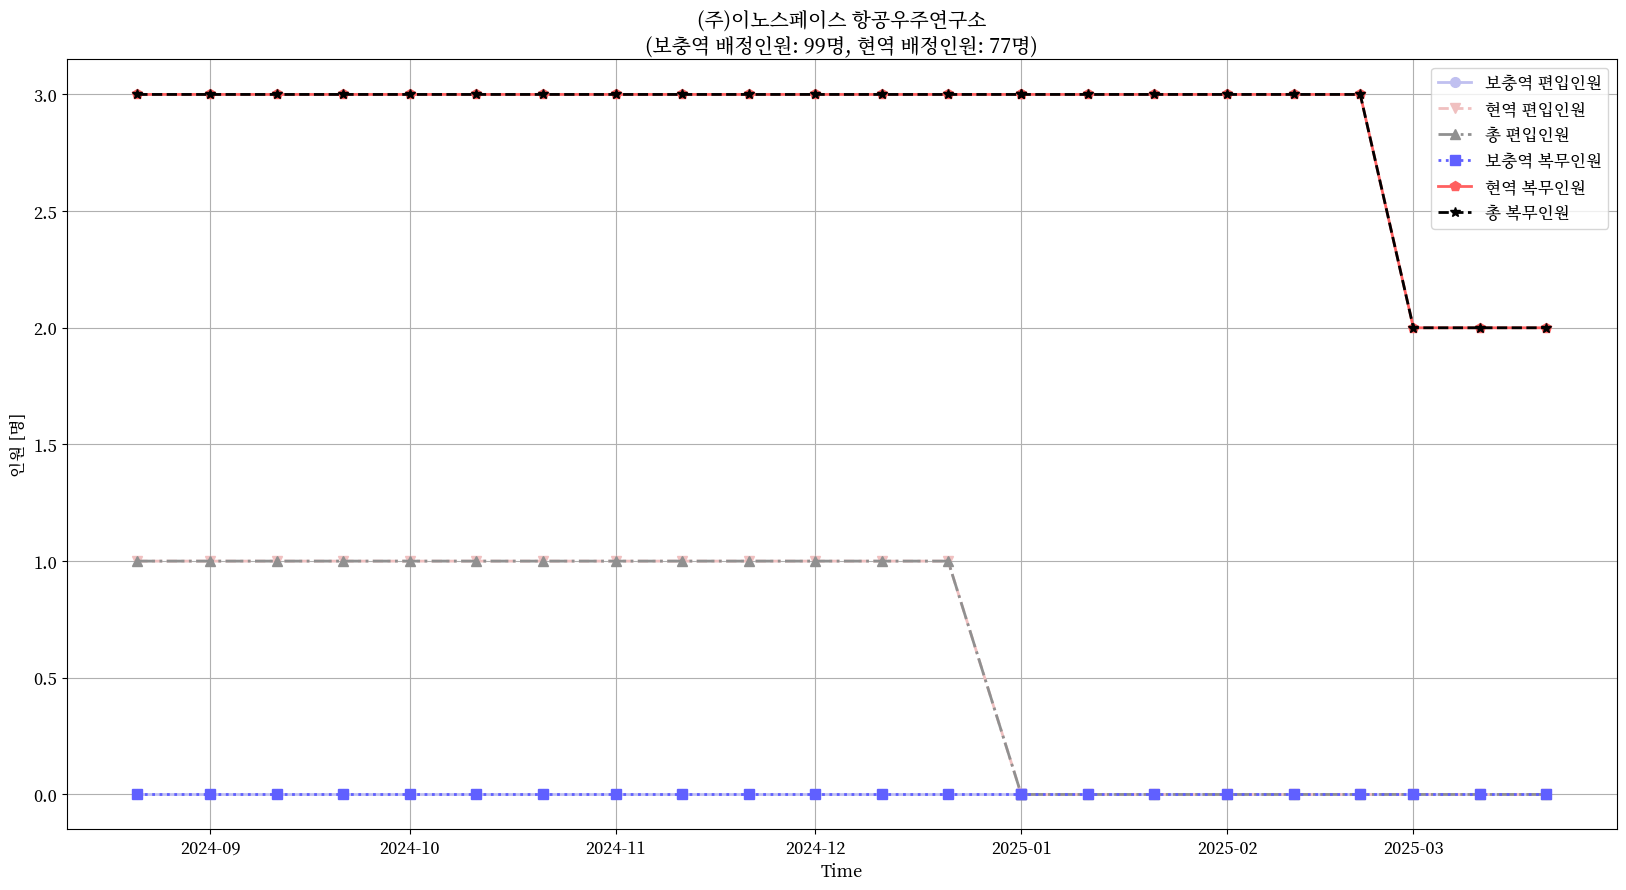 (주)이노스페이스 항공우주연구소
(보충역 배정인원: 99명, 현역 배정인원: 77명)
보충역 편입인원
현역 편입인원
총 편입인원
보충역 복무인원
현역 복무인원
총 복무인원
인원 [명]
3.0
2.5
2.0
1.5
1.0
0.5
0.0
2024-09
2024-10
2024-11
2024-12
2025-01
2025-02
2025-03
Time